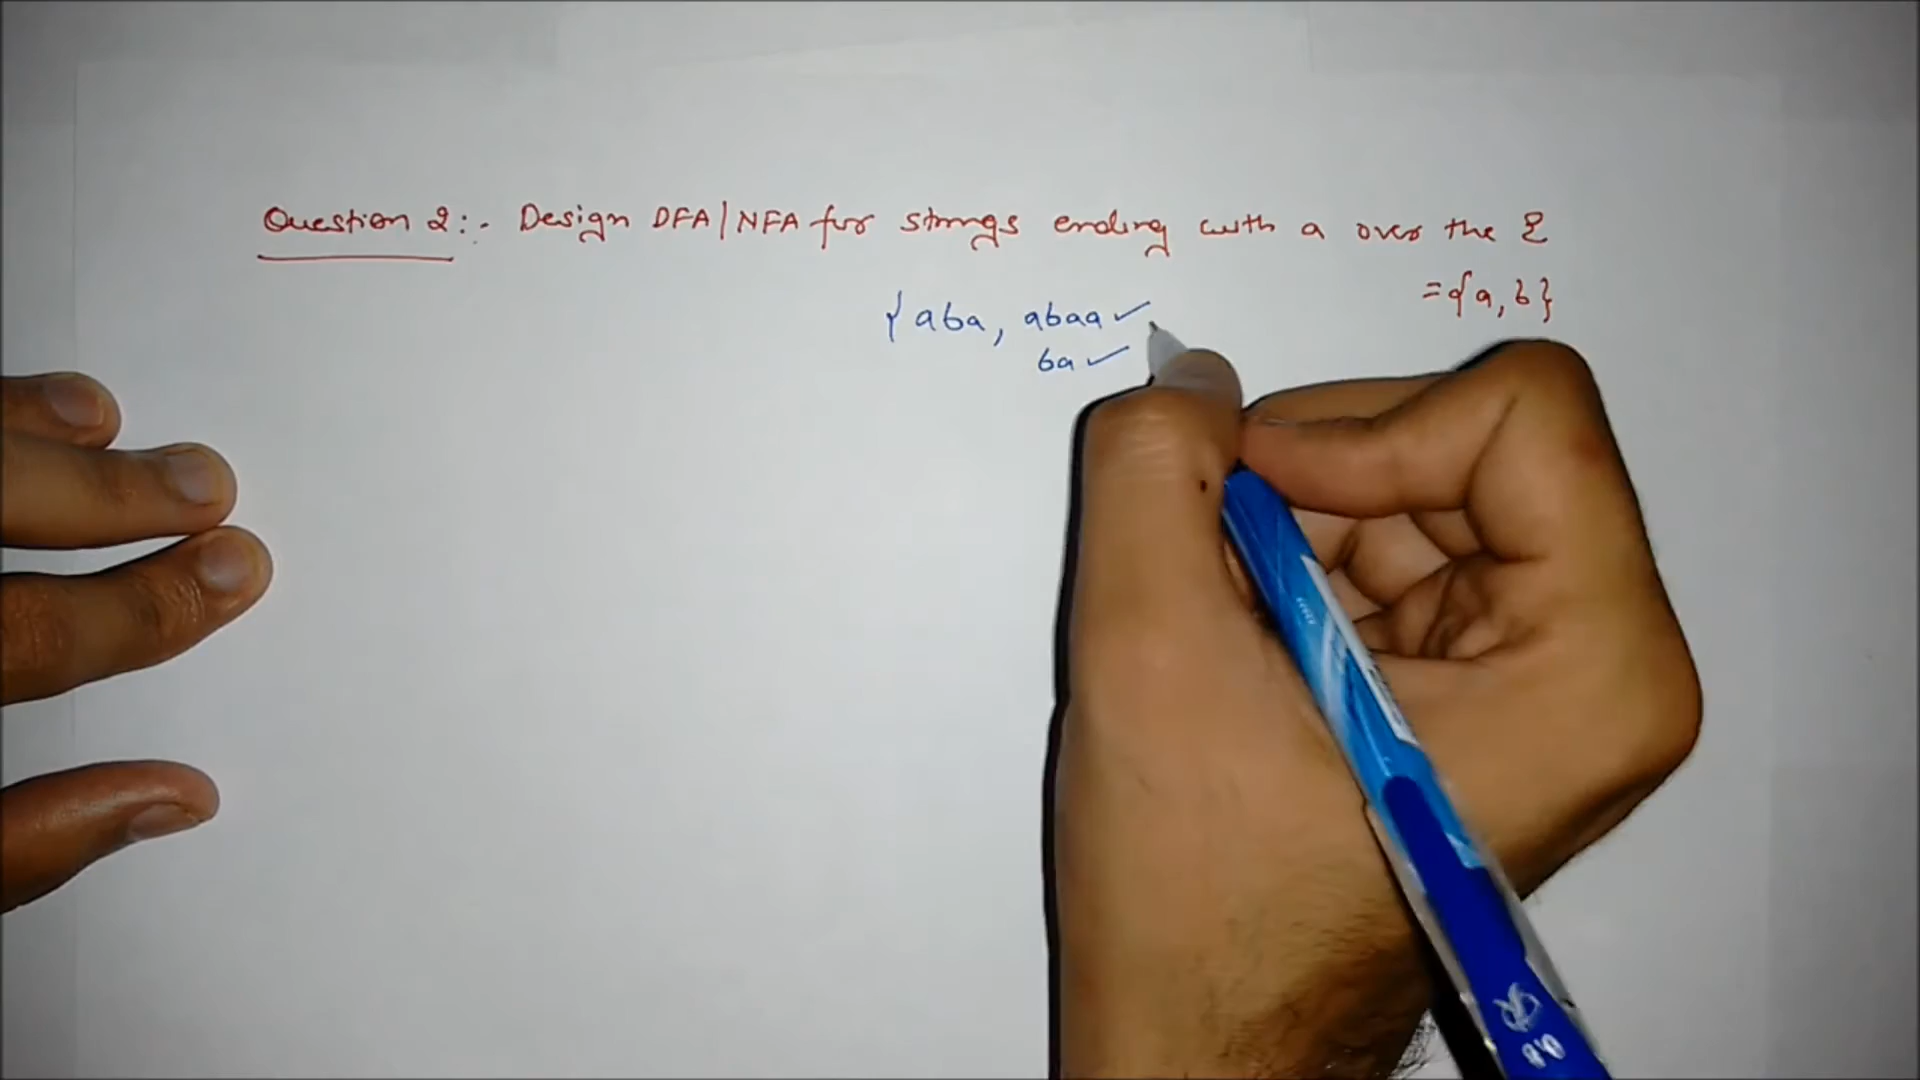 Question 2:- Design DFA/NFA for strings ending with a over the Σ
={a,b}
{aba, abaa ✓
ba ✓